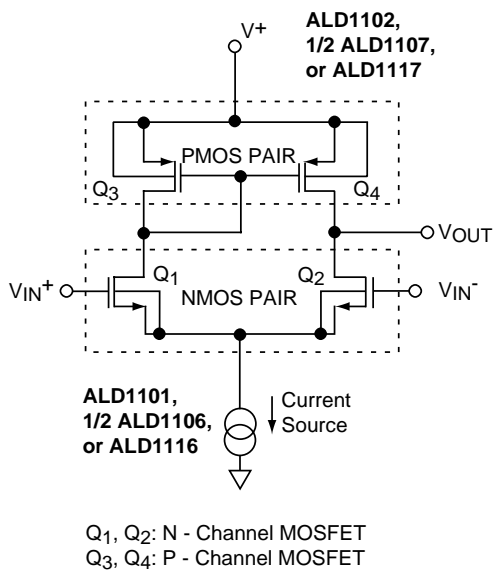 V+
ALD1102,
1/2 ALD1107,
or ALD1117
PMOS PAIR
Q3
Q4
VOUT
Q1
Q2
VIN+
NMOS PAIR
VIN-
ALD1101,
1/2 ALD1106,
or ALD1116
Current
Source
Q1, Q2: N - Channel MOSFET
Q3, Q4: P - Channel MOSFET